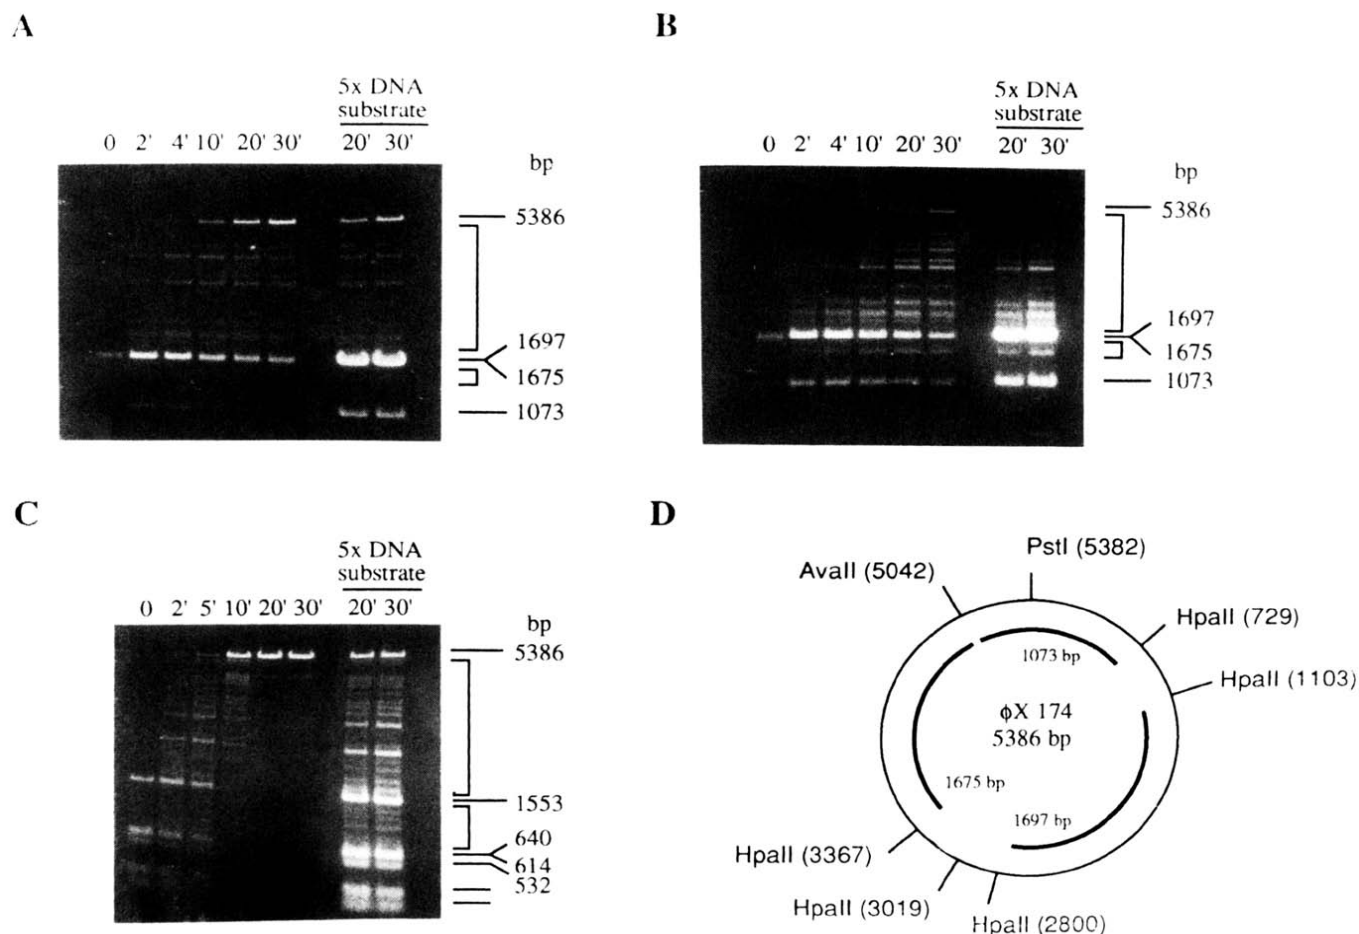 A
5x DNA
substrate
0 2' 4' 10' 20' 30' 20' 30'
bp
5386
1697
1675
1073
B
5x DNA
substrate
0 2' 4' 10' 20' 30' 20' 30'
bp
5386
1697
1675
1073
C
5x DNA
substrate
0 2' 5' 10' 20' 30' 20' 30'
bp
5386
1553
640
614
532
D
PstI (5382)
AvaII (5042)
HpaII (729)
1073 bp
HpaII (1103)
ϕX 174
5386 bp
1675 bp
1697 bp
HpaII (3367)
HpaII (3019)
HpaII (2800)